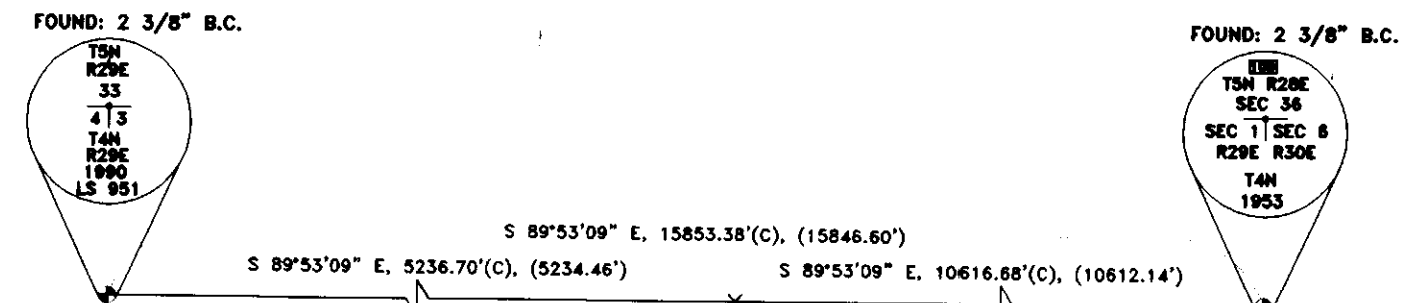 FOUND: 2 3/8" B.C.
T5N
R29E
33
4 3
T4N
R29E
1990
LS 951
FOUND: 2 3/8" B.C.
T5N R28E
SEC 36
SEC 1 SEC 6
R29E R30E
T4N
1953
S 89°53'09" E, 15853.38'(C), (15846.60')
S 89°53'09" E, 5236.70'(C), (5234.46')
S 89°53'09" E, 10616.68'(C), (10612.14')